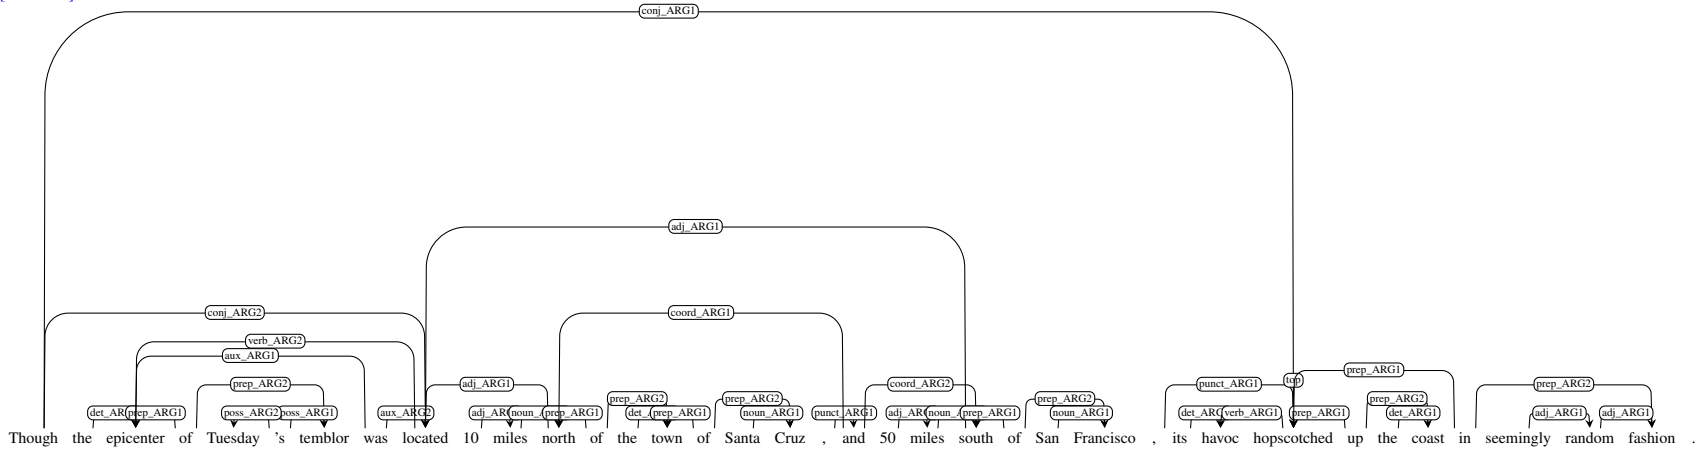 conj_ARG1
adj_ARG1
conj_ARG2 coord_ARG1
verb_ARG2
aux_ARG1
prep_ARG1
top
prep_ARG2 adj_ARG1 coord_ARG2 punct_ARG1 prep_ARG2
prep_ARG2 prep_ARG2 prep_ARG2 prep_ARG2
prep_ARG1 poss_ARG2 poss_ARG1 aux_ARG2 prep_ARG1 prep_ARG1 noun_ARG1 punct_ARG1 prep_ARG1 noun_ARG1 verb_ARG1 prep_ARG1 det_ARG1 adj_ARG1 adj_ARG1
Though the epicenter of Tuesday 's temblor was located 10 miles north of the town of Santa Cruz , and 50 miles south of San Francisco , its havoc hopscotched up the coast in seemingly random fashion .